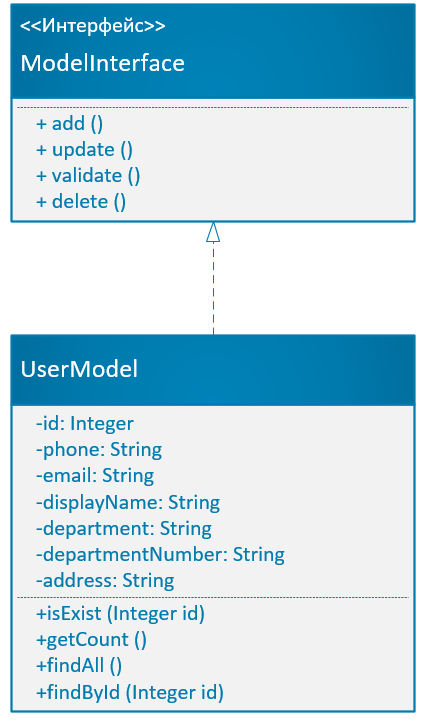 <<Интерфейс>>
ModelInterface
+ add ()
+ update ()
+ validate ()
+ delete ()
UserModel
-id: Integer
-phone: String
-email: String
-displayName: String
-department: String
-departmentNumber: String
-address: String
+isExist (Integer id)
+getCount ()
+findAll ()
+findById (Integer id)